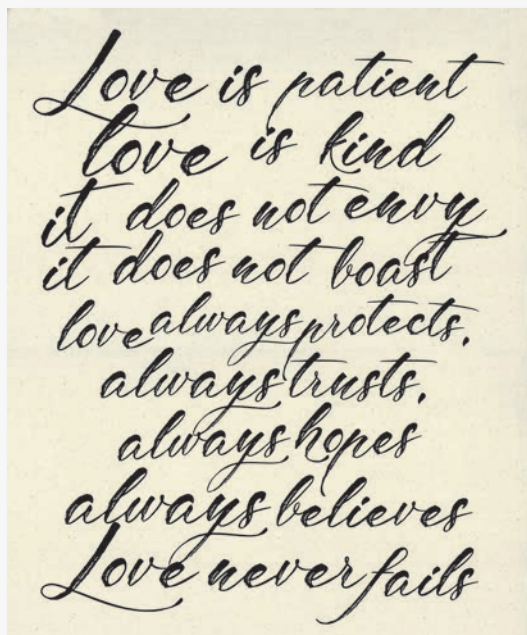 Love is patient
love is kind
it does not envy
it does not boast
love always protects,
always trusts,
always hopes
always believes
Love never fails